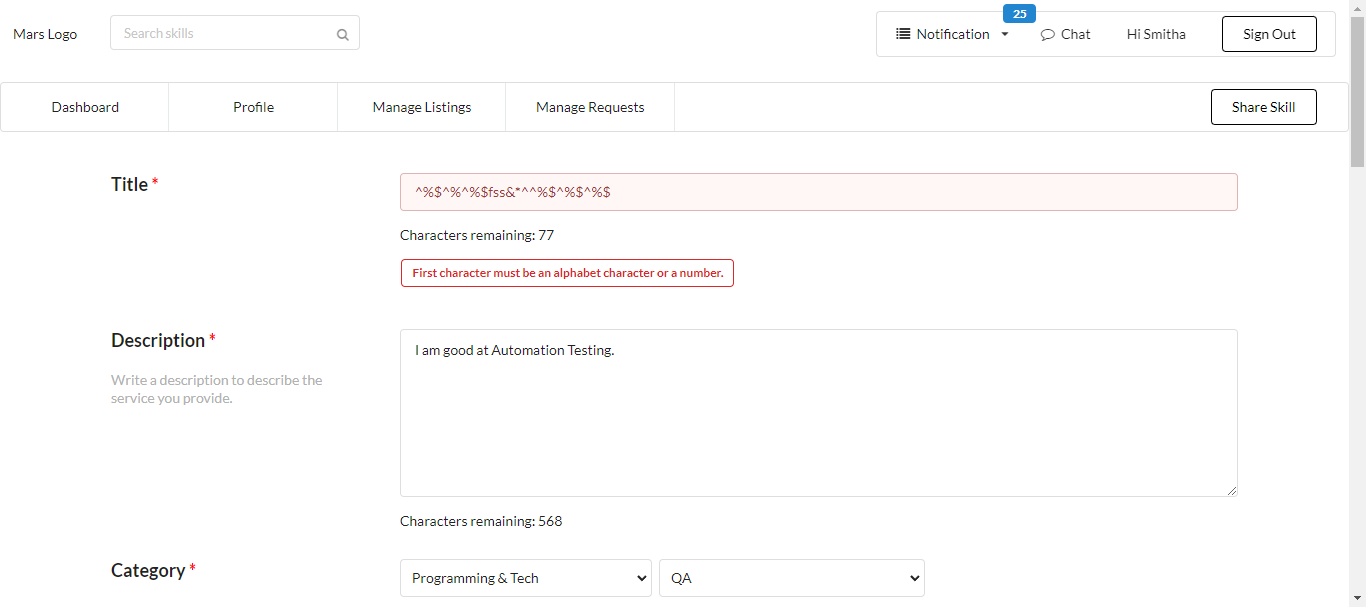 Mars Logo
Search skills
25
Notification
Chat
Hi Smitha
Sign Out
Dashboard
Profile
Manage Listings
Manage Requests
Share Skill
Title *
^%$^%^%$fss&*^^%$^%$^%$
Characters remaining: 77
First character must be an alphabet character or a number.
Description *
Write a description to describe the
service you provide.
I am good at Automation Testing.
Characters remaining: 568
Category *
Programming & Tech
QA